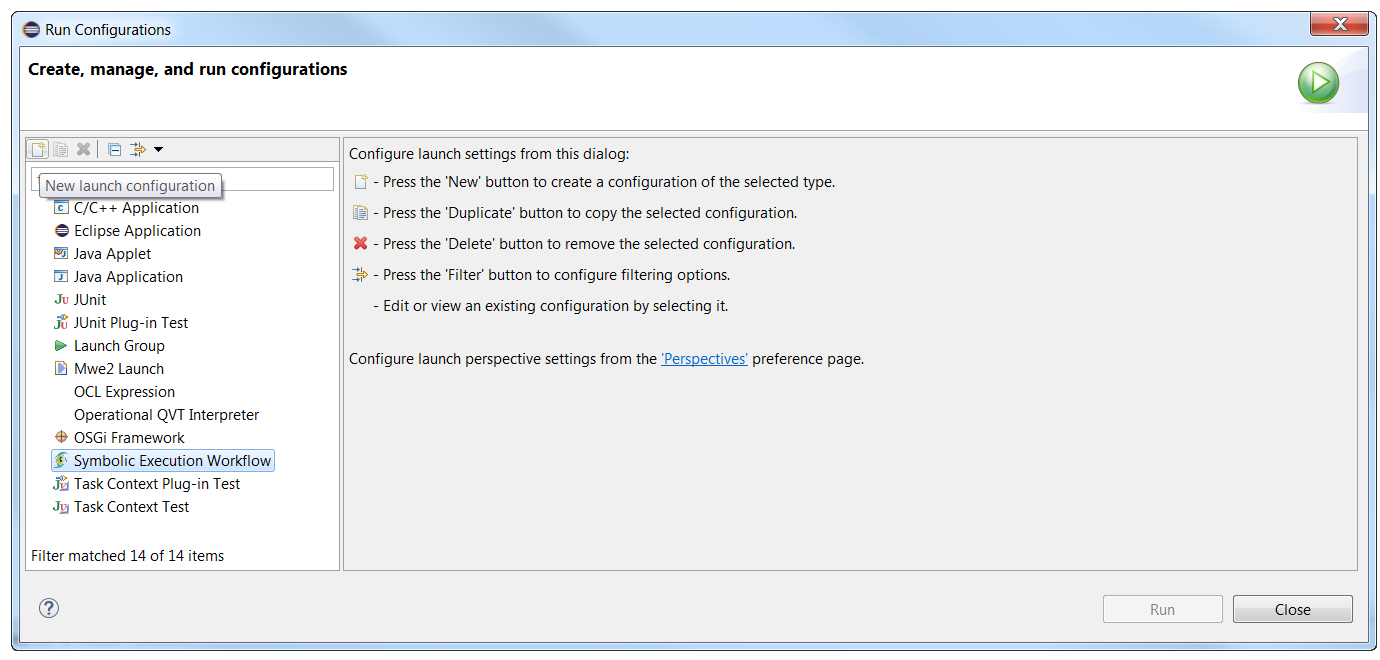 Run Configurations
Create, manage, and run configurations
New launch configuration
C/C++ Application
Eclipse Application
Java Applet
Java Application
JUnit
JUnit Plug-in Test
Launch Group
Mwe2 Launch
OCL Expression
Operational QVT Interpreter
OSGi Framework
Symbolic Execution Workflow
Task Context Plug-in Test
Task Context Test
Filter matched 14 of 14 items
Configure launch settings from this dialog:
- Press the 'New' button to create a configuration of the selected type.
- Press the 'Duplicate' button to copy the selected configuration.
- Press the 'Delete' button to remove the selected configuration.
- Press the 'Filter' button to configure filtering options.
- Edit or view an existing configuration by selecting it.
Configure launch perspective settings from the 'Perspectives' preference page.
Run
Close